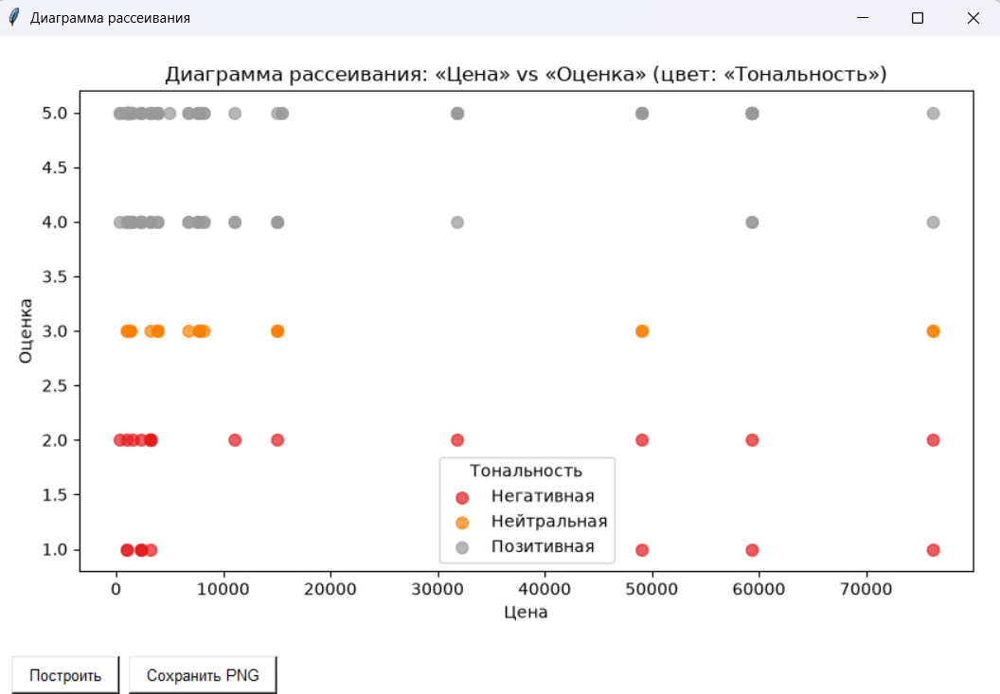 Диаграмма рассеивания
Диаграмма рассеивания: «Цена» vs «Оценка» (цвет: «Тональность»)
Оценка
5.0
4.5
4.0
3.5
3.0
2.5
2.0
1.5
1.0
Тональность
Негативная
Нейтральная
Позитивная
0 10000 20000 30000 40000 50000 60000 70000
Цена
Построить Сохранить PNG